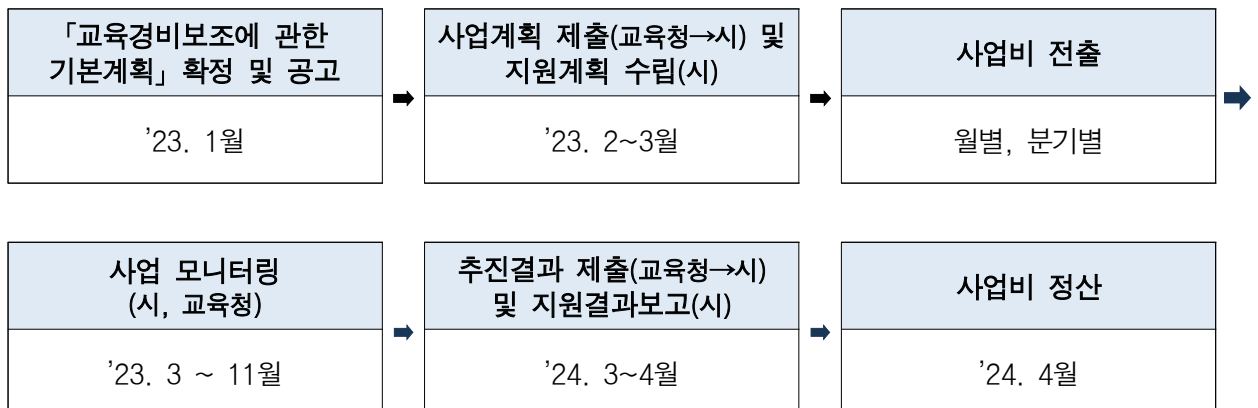 「교육경비보조에 관한
기본계획」확정 및 공고
'23. 1월
사업계획 제출(교육청→시) 및
지원계획 수립(시)
'23. 2~3월
사업비 전출
월별, 분기별
사업 모니터링
(시, 교육청)
'23. 3 ~ 11월
추진결과 제출(교육청→시)
및 지원결과보고(시)
'24. 3~4월
사업비 정산
'24. 4월